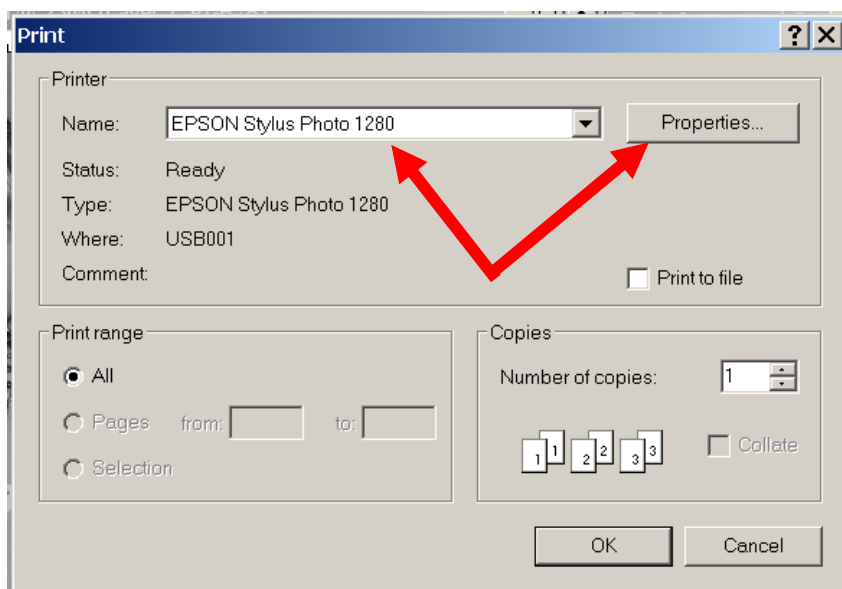 Print
Printer
Name: EPSON Stylus Photo 1280 Properties...
Status: Ready
Type: EPSON Stylus Photo 1280
Where: USB001
Comment:
Print to file
Print range
All
Pages from: to:
Selection
Copies
Number of copies: 1
1 1 2 2 3 3
Collate
OK Cancel